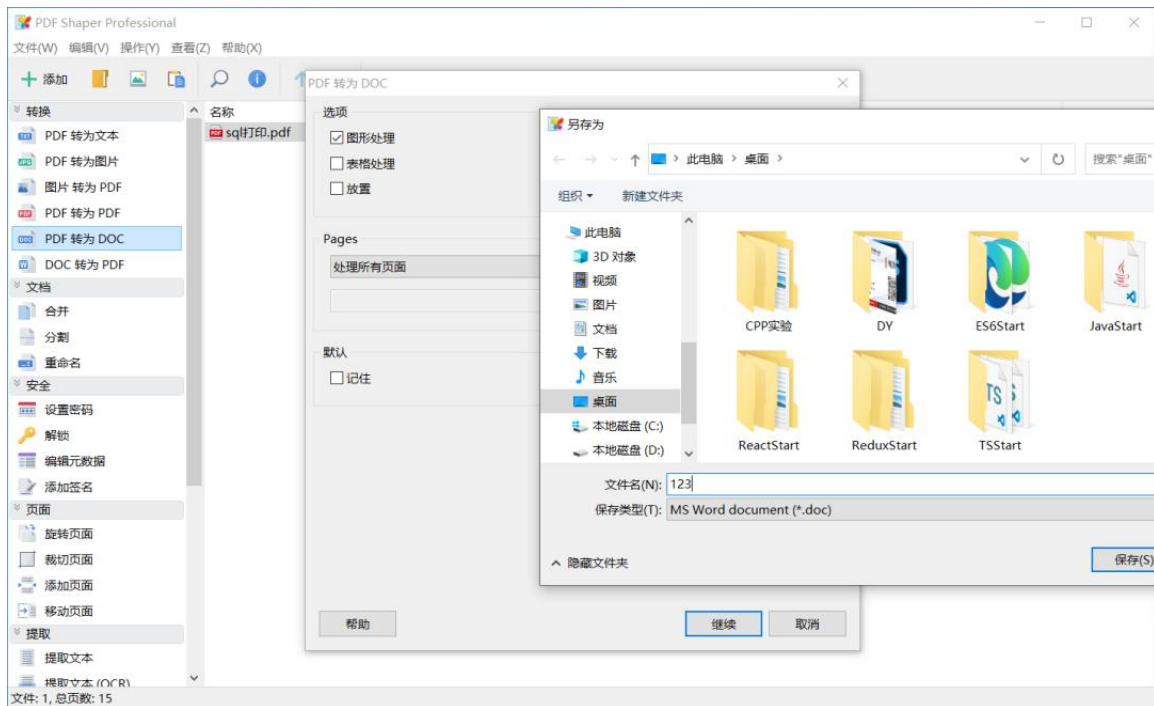 PDF Shaper Professional
文件(W) 编辑(V) 操作(Y) 查看(Z) 帮助(X)
添加
转换
PDF 转为文本
PDF 转为图片
图片 转为 PDF
PDF 转为 PDF
PDF 转为 DOC
DOC 转为 PDF
文档
合并
分割
重命名
安全
设置密码
解锁
编辑元数据
添加签名
页面
旋转页面
裁切页面
添加页面
移动页面
提取
提取文本
提取文本 (OCR)
文件: 1, 总页数: 15
名称
sql打印.pdf
PDF 转为 DOC
选项
图形处理
表格处理
放置
Pages
处理所有页面
默认
记住
帮助
继续
取消
另存为
此电脑 > 桌面 >
搜索"桌面"
组织
新建文件夹
此电脑
3D 对象
视频
图片
文档
下载
音乐
桌面
本地磁盘 (C:)
本地磁盘 (D:)
CPP实验
DY
ES6Start
JavaStart
ReactStart
ReduxStart
TSStart
文件名(N): 123
保存类型(T): MS Word document (*.doc)
隐藏文件夹
保存(S)